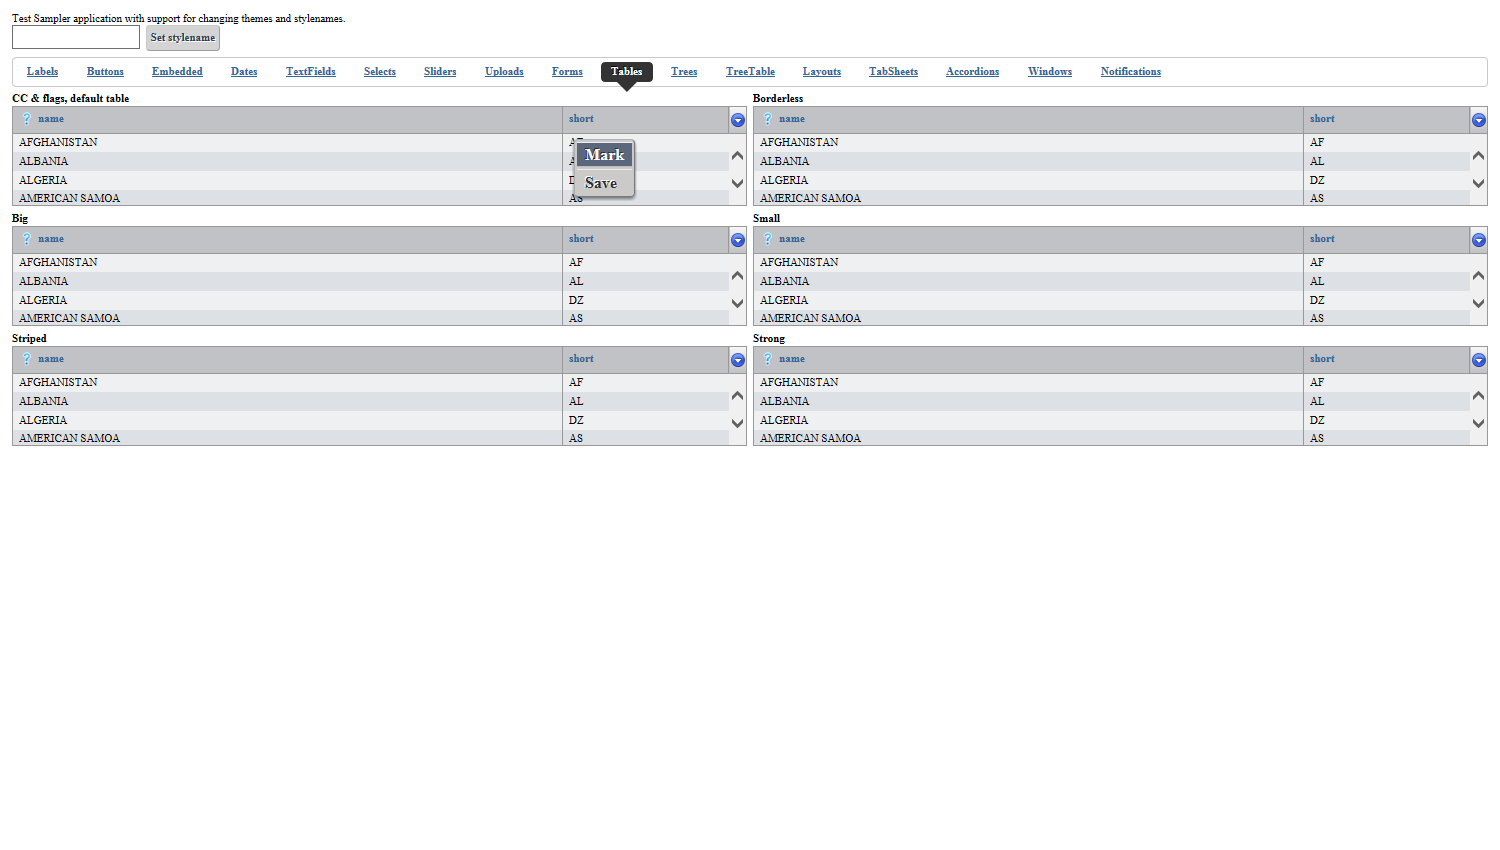 Test Sampler application with support for changing themes and stylenames.
Set stylename
Labels Buttons Embedded Dates TextFields Selects Sliders Uploads Forms Tables Trees TreeTable Layouts TabSheets Accordions Windows Notifications
CC & flags, default table
? name short
AFGHANISTAN
ALBANIA
ALGERIA
AMERICAN SAMOA AS
Mark
Save
Borderless
? name short
AFGHANISTAN AF
ALBANIA AL
ALGERIA DZ
AMERICAN SAMOA AS
Big
? name short
AFGHANISTAN AF
ALBANIA AL
ALGERIA DZ
AMERICAN SAMOA AS
Small
? name short
AFGHANISTAN AF
ALBANIA AL
ALGERIA DZ
AMERICAN SAMOA AS
Striped
? name short
AFGHANISTAN AF
ALBANIA AL
ALGERIA DZ
AMERICAN SAMOA AS
Strong
? name short
AFGHANISTAN AF
ALBANIA AL
ALGERIA DZ
AMERICAN SAMOA AS